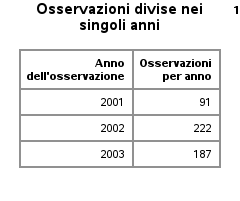 Osservazioni divise nei 1
singoli anni
Anno Osservazioni
dell'osservazione per anno
2001 91
2002 222
2003 187